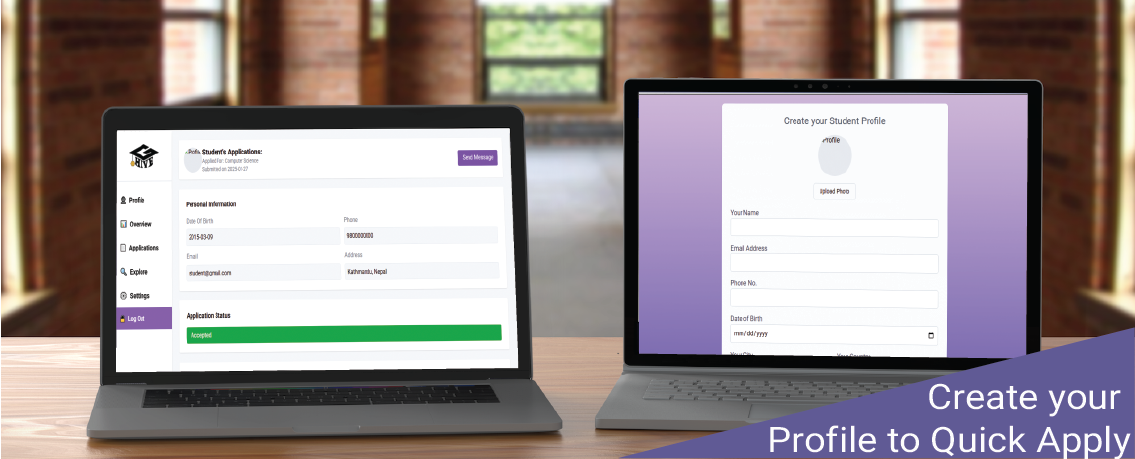 G
HIVE
Profile
Overview
Applications
Explore
Settings
Log Out
Profile
Student's Applications:
Applied for: Computer Science
Submitted on 2025-01-27
Send Message
Personal Information
Date Of Birth
Phone
2015-03-09
9800000000
Email
Address
student@gmail.com
Kathmandu, Nepal
Application Status
Accepted
Create your Student Profile
Profile
Upload Photo
Your Name
Email Address
Phone No.
Date of Birth
mm/dd/yyyy
Your City
Your Country
Create your
Profile to Quick Apply